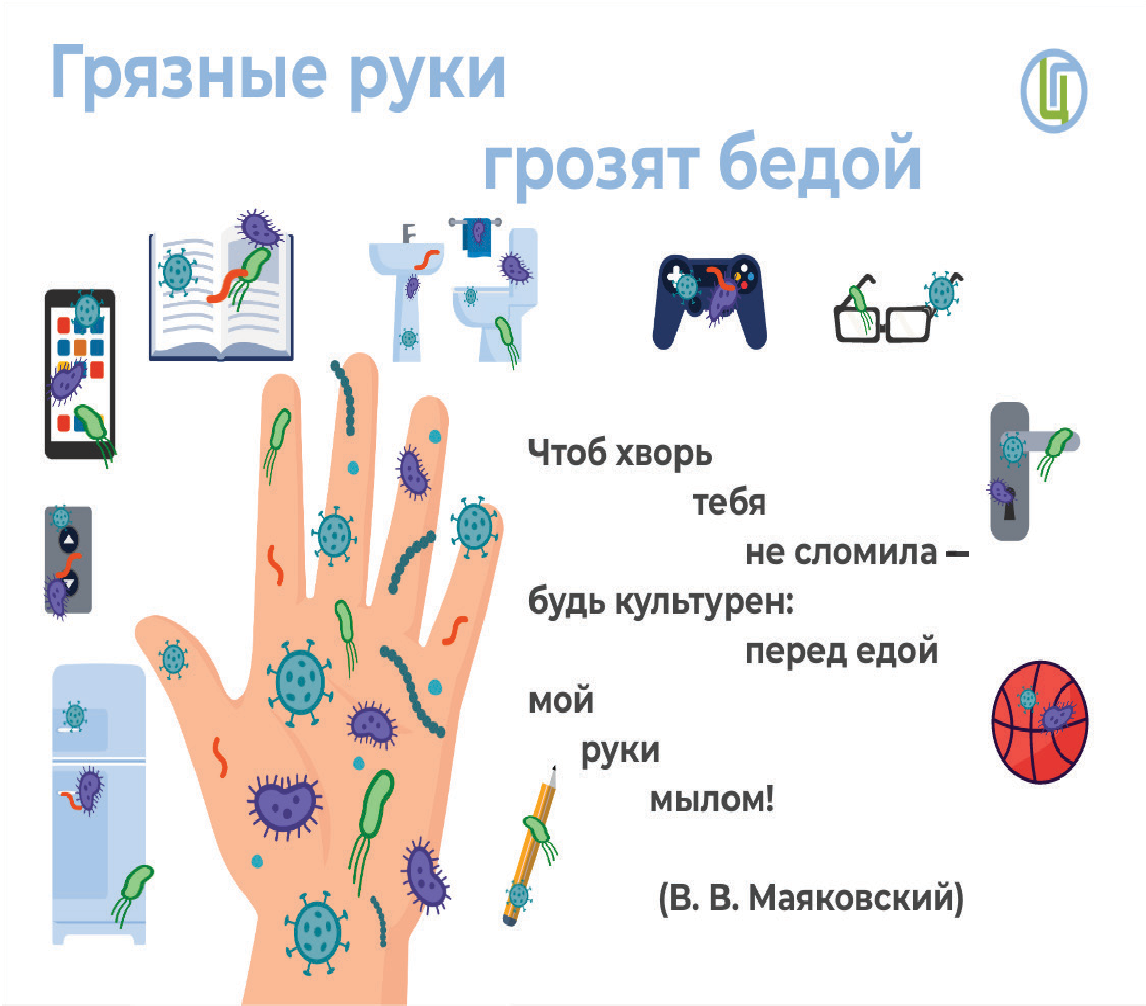 Грязные руки
грозят бедой
Чтоб хворь
тебя
не сломила –
будь культурен:
перед едой
мой
руки
мылом!
(В. В. Маяковский)